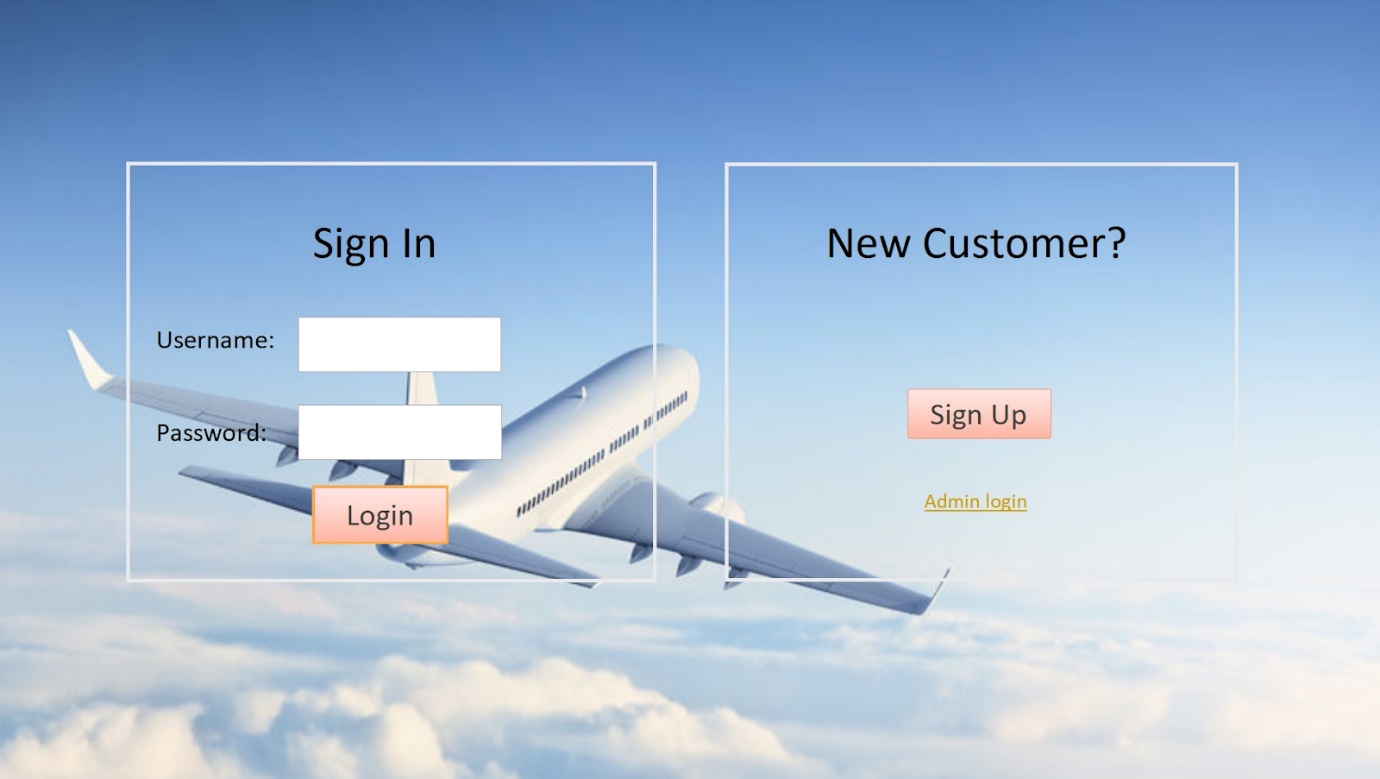 Sign In
Username:
Password:
Login
New Customer?
Sign Up
Admin login